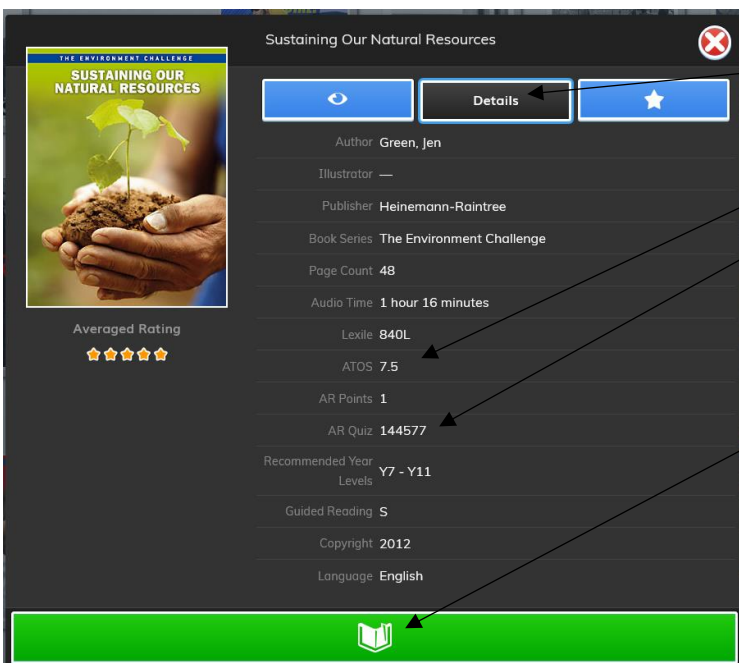 Sustaining Our Natural Resources
THE ENVIRONMENT CHALLENGE
SUSTAINING OUR
NATURAL RESOURCES
Averaged Rating
Details
Author Green, Jen
Illustrator —
Publisher Heinemann-Raintree
Book Series The Environment Challenge
Page Count 48
Audio Time 1 hour 16 minutes
Lexile 840L
ATOS 7.5
AR Points 1
AR Quiz 144577
Recommended Year
Levels Y7 - Y11
Guided Reading S
Copyright 2012
Language English